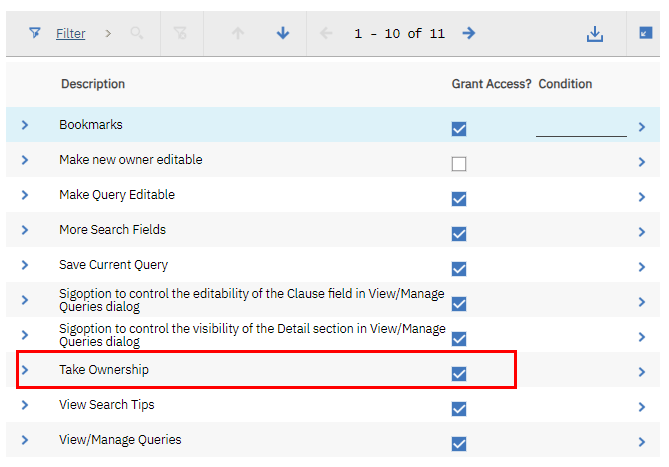 Filter 1 - 10 of 11
Description Grant Access? Condition
Bookmarks
Make new owner editable
Make Query Editable
More Search Fields
Save Current Query
Sigoption to control the editability of the Clause field in View/Manage
Queries dialog
Sigoption to control the visibility of the Detail section in View/Manage
Queries dialog
Take Ownership
View Search Tips
View/Manage Queries